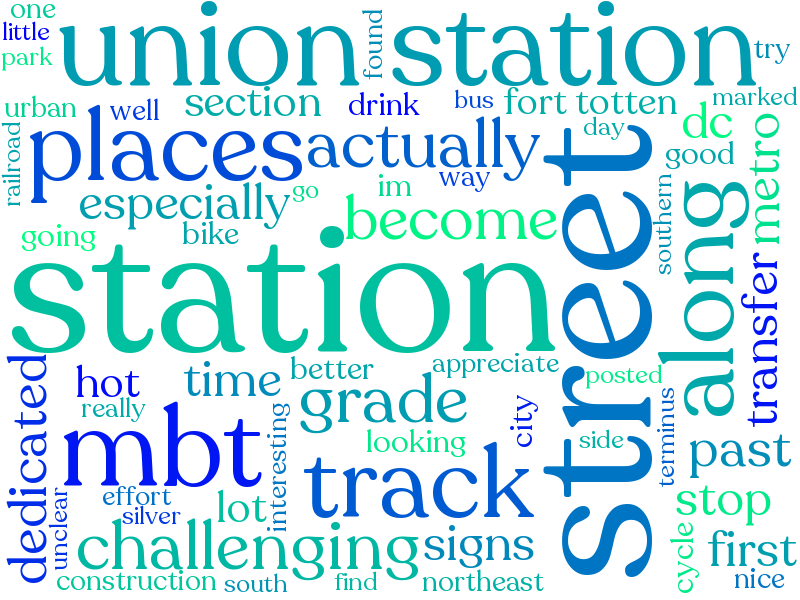 one
little
union station
found
try
park
urban
well
section
drink
bus
fort totten
marked
railroad
places
actually
day
dc
good
metro
way
im
go
especially
become
southern
going
bike
station
street
along
transfer
dedicated
hot
time
better
appreciate
posted
really
grade
mbt
interesting
looking
city
side
terminus
past
track
effort
silver
lot
unclear
challenging
signs
stop
cycle
first
construction
south
find
northeast
nice